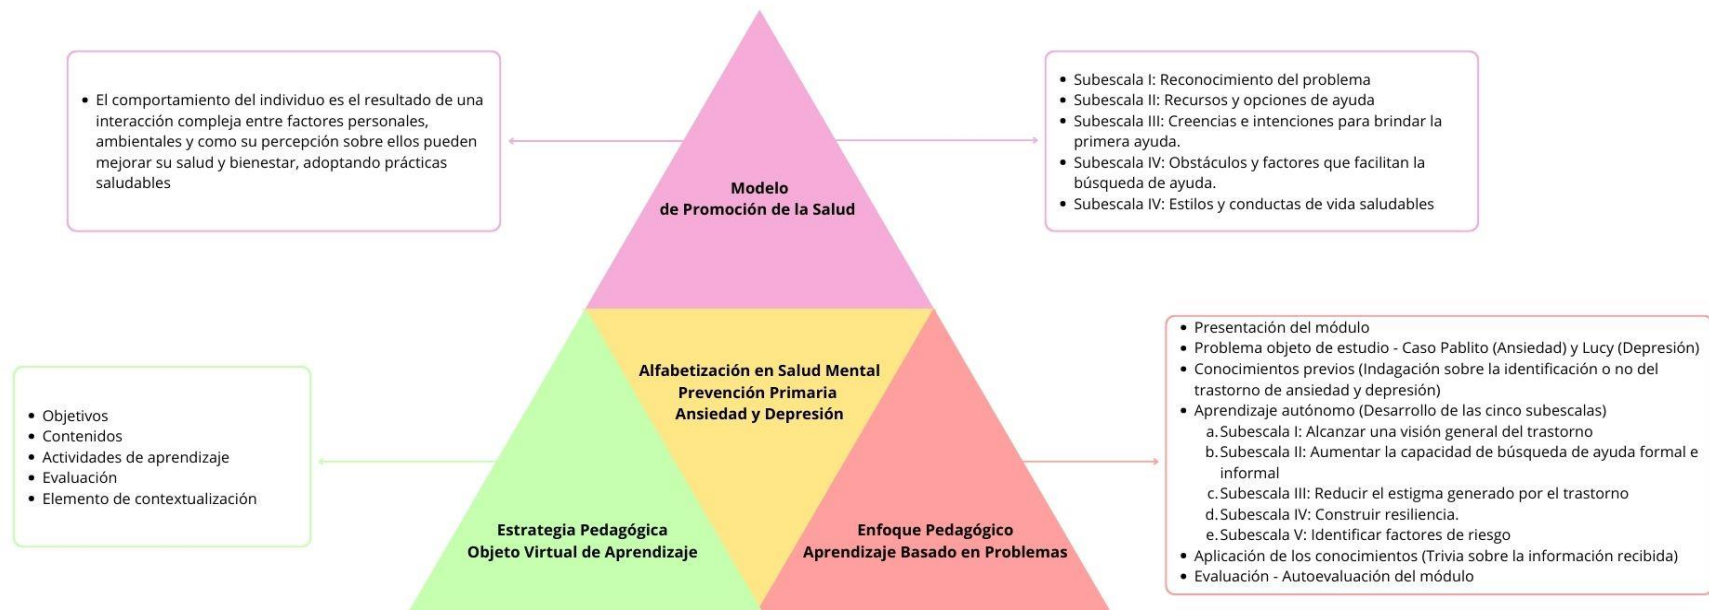 • El comportamiento del individuo es el resultado de una
interacción compleja entre factores personales,
ambientales y como su percepción sobre ellos pueden
mejorar su salud y bienestar, adoptando prácticas
saludables
Modelo
de Promoción de la Salud
• Subescala I: Reconocimiento del problema
• Subescala II: Recursos y opciones de ayuda
• Subescala III: Creencias e intenciones para brindar la
primera ayuda.
• Subescala IV: Obstáculos y factores que facilitan la
búsqueda de ayuda.
• Subescala IV: Estilos y conductas de vida saludables
Alfabetización en Salud Mental
Prevención Primaria
Ansiedad y Depresión
• Objetivos
• Contenidos
• Actividades de aprendizaje
• Evaluación
• Elemento de contextualización
Estrategia Pedagógica
Objeto Virtual de Aprendizaje
Enfoque Pedagógico
Aprendizaje Basado en Problemas
• Presentación del módulo
• Problema objeto de estudio - Caso Pablito (Ansiedad) y Lucy (Depresión)
• Conocimientos previos (Indagación sobre la identificación o no del
trastorno de ansiedad y depresión)
• Aprendizaje autónomo (Desarrollo de las cinco subescalas)
a. Subescala I: Alcanzar una visión general del trastorno
b. Subescala II: Aumentar la capacidad de búsqueda de ayuda formal e
informal
c. Subescala III: Reducir el estigma generado por el trastorno
d. Subescala IV: Construir resiliencia.
e. Subescala V: Identificar factores de riesgo
• Aplicación de los conocimientos (Trivia sobre la información recibida)
• Evaluación - Autoevaluación del módulo